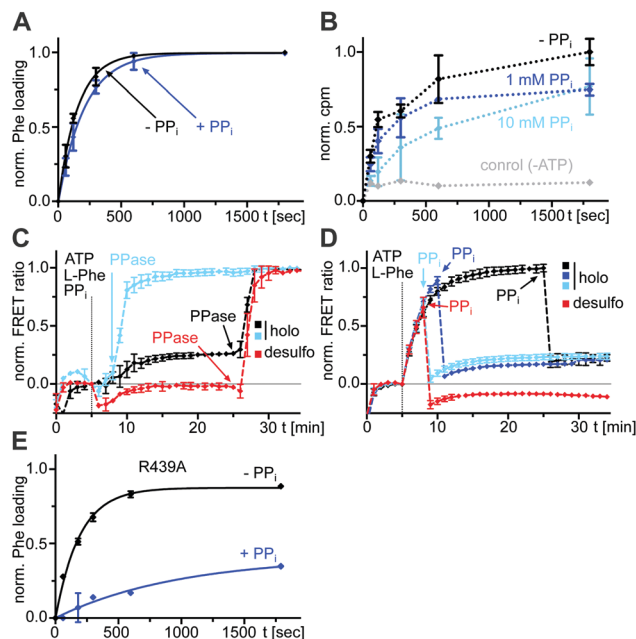 A
norm. Phe loading
1.0
0.5
0.0
- PPi
+ PPi
0
500
1000
1500
t [sec]
B
norm. cpm
1.0
0.5
0.0
- PPi
1 mM PPi
10 mM PPi
conrol (-ATP)
0
500
1000
1500
t [sec]
C
norm. FRET ratio
1.0
0.5
0.0
ATP
L-Phe
PPi
PPase
PPase
PPase
holo
desulfo
0
10
20
30
t [min]
D
norm. FRET ratio
1.0
0.5
0.0
ATP
L-Phe
PPi
PPi
PPi
PPi
holo
desulfo
0
10
20
30
t [min]
E
norm. Phe loading
1.0
0.5
0.0
R439A
- PPi
+ PPi
0
500
1000
1500
t [sec]